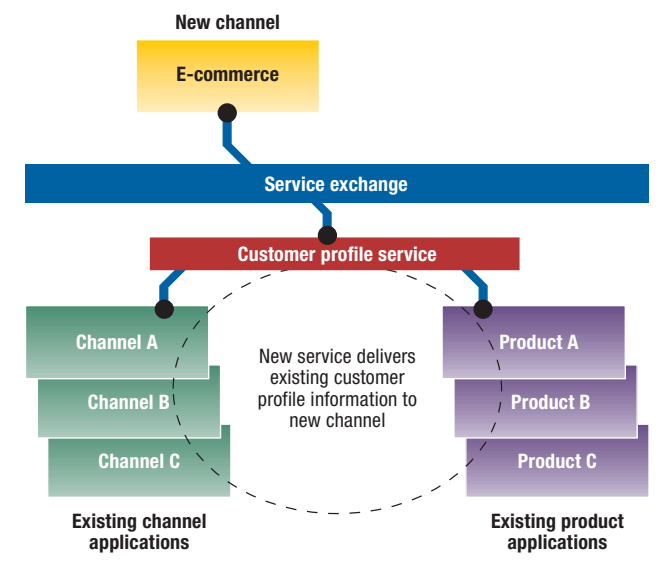 New channel
E-commerce
Service exchange
Customer profile service
Channel A
Channel B
Channel C
New service delivers
existing customer
profile information to
new channel
Product A
Product B
Product C
Existing channel
applications
Existing product
applications